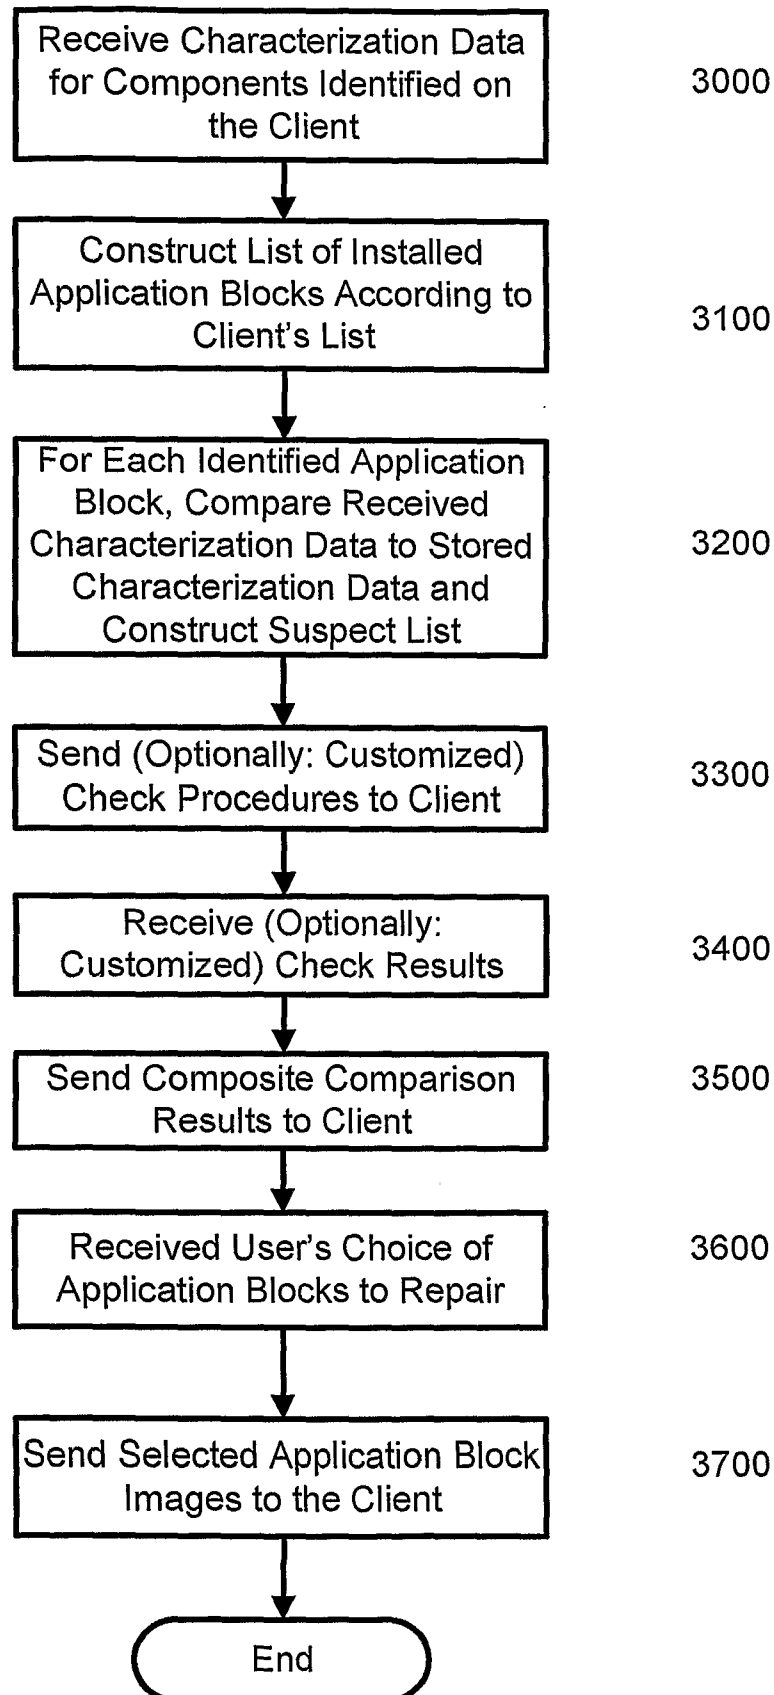 Receive Characterization Data
for Components Identified on
the Client
3000
Construct List of Installed
Application Blocks According to
Client's List
3100
For Each Identified Application
Block, Compare Received
Characterization Data to Stored
Characterization Data and
Construct Suspect List
3200
Send (Optionally: Customized)
Check Procedures to Client
3300
Receive (Optionally:
Customized) Check Results
3400
Send Composite Comparison
Results to Client
3500
Received User's Choice of
Application Blocks to Repair
3600
Send Selected Application Block
Images to the Client
3700
End